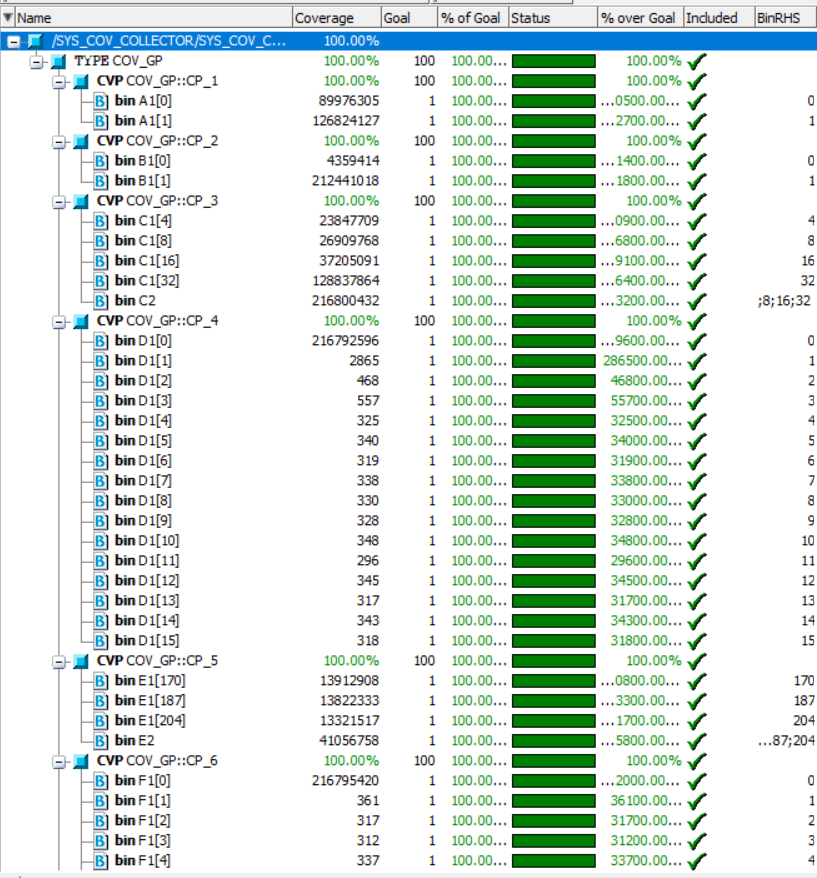 Name Coverage Goal % of Goal Status % over Goal Included BinRHS
/SYS_COV_COLLECTOR/SYS_COV_C... 100.00%
TYPE COV_GP 100.00% 100 100.00... 100.00%
CVP COV_GP::CP_1 100.00% 100 100.00... 100.00%
B bin A1[0] 89976305 1 100.00... ...0500.00... 0
B bin A1[1] 126824127 1 100.00... ...2700.00... 1
CVP COV_GP::CP_2 100.00% 100 100.00... 100.00%
B bin B1[0] 4359414 1 100.00... ...1400.00... 0
B bin B1[1] 212441018 1 100.00... ...1800.00... 1
CVP COV_GP::CP_3 100.00% 100 100.00... 100.00%
B bin C1[4] 23847709 1 100.00... ...0900.00... 4
B bin C1[8] 26909768 1 100.00... ...6800.00... 8
B bin C1[16] 37205091 1 100.00... ...9100.00... 16
B bin C1[32] 128837864 1 100.00... ...6400.00... 32
B bin C2 216800432 1 100.00... ...3200.00... ;8;16;32
CVP COV_GP::CP_4 100.00% 100 100.00... 100.00%
B bin D1[0] 216792596 1 100.00... ...9600.00... 0
B bin D1[1] 2865 1 100.00... 286500.00... 1
B bin D1[2] 468 1 100.00... 46800.00... 2
B bin D1[3] 557 1 100.00... 55700.00... 3
B bin D1[4] 325 1 100.00... 32500.00... 4
B bin D1[5] 340 1 100.00... 34000.00... 5
B bin D1[6] 319 1 100.00... 31900.00... 6
B bin D1[7] 338 1 100.00... 33800.00... 7
B bin D1[8] 330 1 100.00... 33000.00... 8
B bin D1[9] 328 1 100.00... 32800.00... 9
B bin D1[10] 348 1 100.00... 34800.00... 10
B bin D1[11] 296 1 100.00... 29600.00... 11
B bin D1[12] 345 1 100.00... 34500.00... 12
B bin D1[13] 317 1 100.00... 31700.00... 13
B bin D1[14] 343 1 100.00... 34300.00... 14
B bin D1[15] 318 1 100.00... 31800.00... 15
CVP COV_GP::CP_5 100.00% 100 100.00... 100.00%
B bin E1[170] 13912908 1 100.00... ...0800.00... 170
B bin E1[187] 13822333 1 100.00... ...3300.00... 187
B bin E1[204] 13321517 1 100.00... ...1700.00... 204
B bin E2 41056758 1 100.00... ...5800.00... ...87;204
CVP COV_GP::CP_6 100.00% 100 100.00... 100.00%
B bin F1[0] 216795420 1 100.00... ...2000.00... 0
B bin F1[1] 361 1 100.00... 36100.00... 1
B bin F1[2] 317 1 100.00... 31700.00... 2
B bin F1[3] 312 1 100.00... 31200.00... 3
B bin F1[4] 337 1 100.00... 33700.00... 4